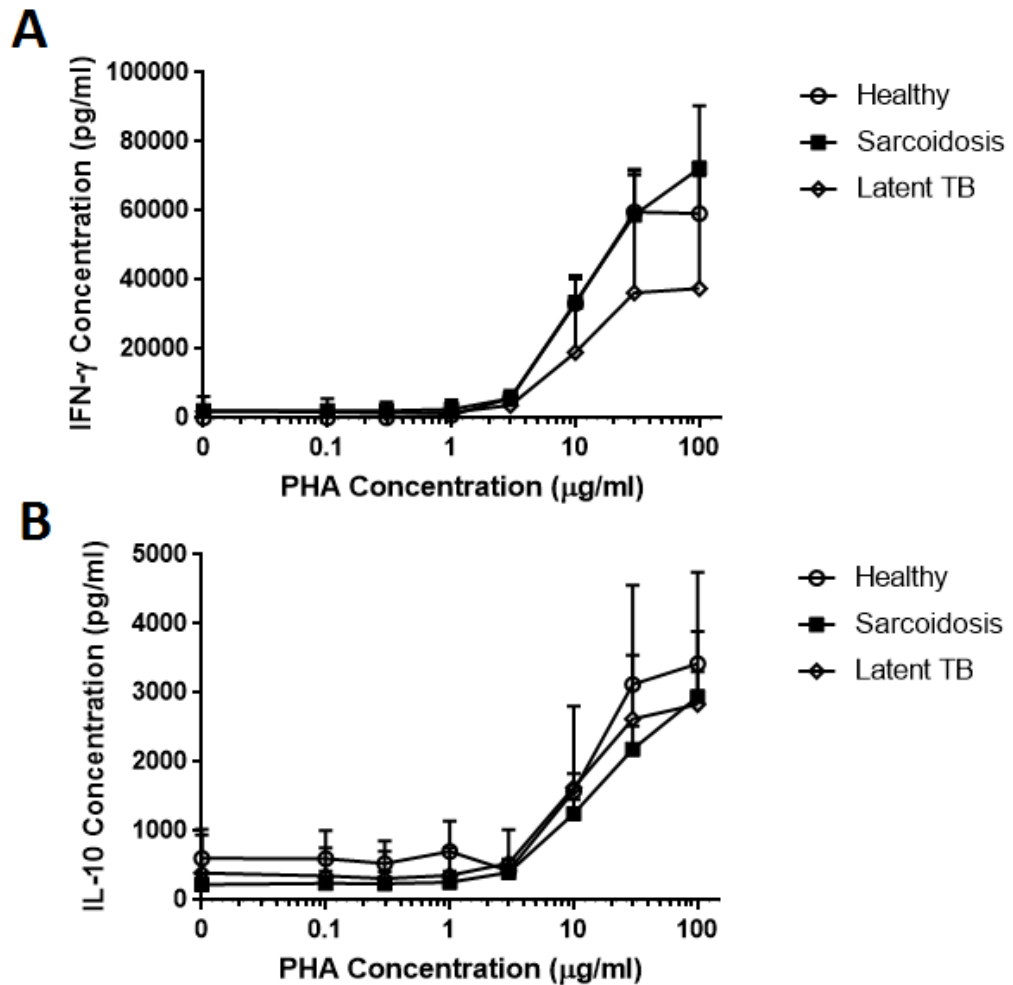 A
IFN-γ Concentration (pg/ml)
100000
80000
60000
40000
20000
0
0 0.1 1 10 100
PHA Concentration (μg/ml)
Healthy
Sarcoidosis
Latent TB
B
IL-10 Concentration (pg/ml)
5000
4000
3000
2000
1000
0
0 0.1 1 10 100
PHA Concentration (μg/ml)
Healthy
Sarcoidosis
Latent TB